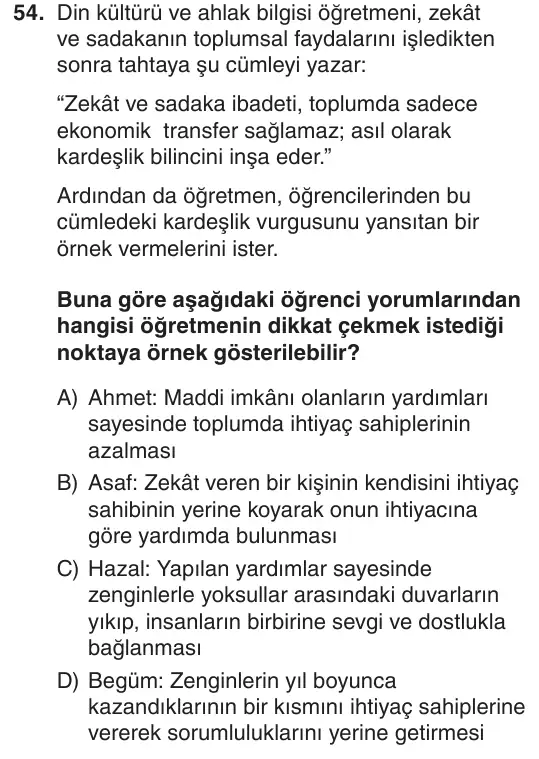 54. Din kültürü ve ahlak bilgisi öğretmeni, zekât
ve sadakanın toplumsal faydalarını işledikten
sonra tahtaya şu cümleyi yazar:
“Zekât ve sadaka ibadeti, toplumda sadece
ekonomik transfer sağlamaz; asıl olarak
kardeşlik bilincini inşa eder.”
Ardından da öğretmen, öğrencilerinden bu
cümledeki kardeşlik vurgusunu yansıtan bir
örnek vermelerini ister.
Buna göre aşağıdaki öğrenci yorumlarından
hangisi öğretmenin dikkat çekmek istediği
noktaya örnek gösterilebilir?
A) Ahmet: Maddi imkânı olanların yardımları
sayesinde toplumda ihtiyaç sahiplerinin
azalması
B) Asaf: Zekât veren bir kişinin kendisini ihtiyaç
sahibinin yerine koyarak onun ihtiyacına
göre yardımda bulunması
C) Hazal: Yapılan yardımlar sayesinde
zenginlerle yoksullar arasındaki duvarların
yıkıp, insanların birbirine sevgi ve dostlukla
bağlanması
D) Begüm: Zenginlerin yıl boyunca
kazandıklarının bir kısmını ihtiyaç sahiplerine
vererek sorumluluklarını yerine getirmesi